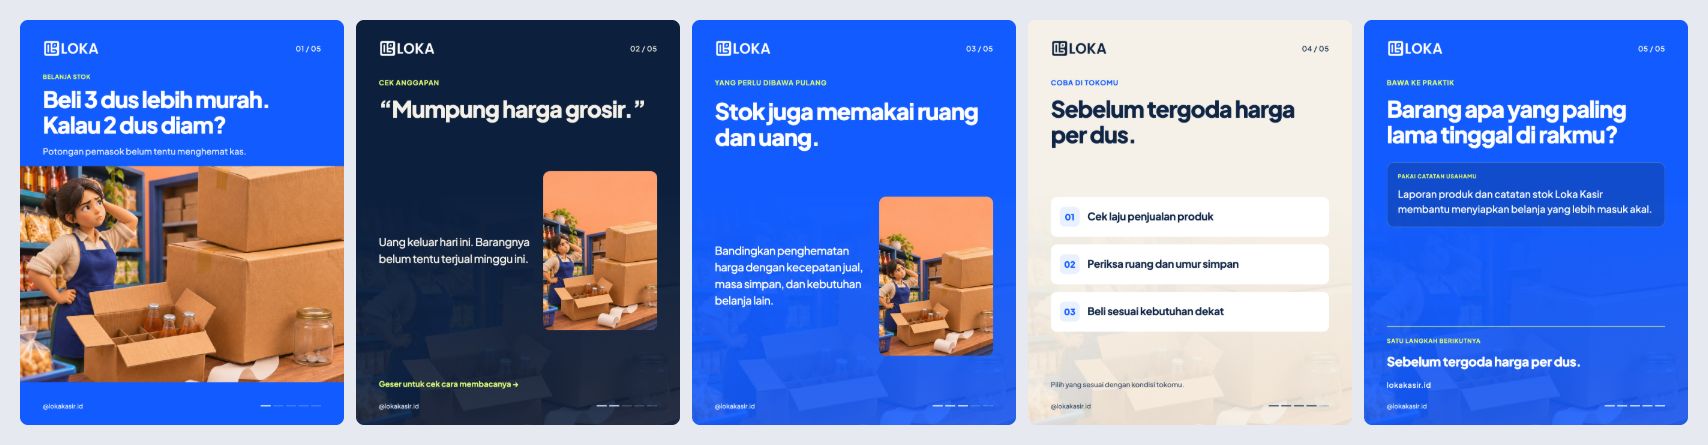 LOKA
01 / 05
BELANJA STOK
Beli 3 dus lebih murah.
Kalau 2 dus diam?
Potongan pemasok belum tentu menghemat kas.
@lokakasir.id
LOKA
02 / 05
CEK ANGGAPAN
“Mumpung harga grosir.”
Uang keluar hari ini. Barangnya
belum tentu terjual minggu ini.
Geser untuk cek cara membacanya →
@lokakasir.id
LOKA
03 / 05
YANG PERLU DIBAWA PULANG
Stok juga memakai ruang
dan uang.
Bandingkan penghematan
harga dengan kecepatan jual,
masa simpan, dan kebutuhan
belanja lain.
@lokakasir.id
LOKA
04 / 05
COBA DI TOKOMU
Sebelum tergoda harga
per dus.
01 Cek laju penjualan produk
02 Periksa ruang dan umur simpan
03 Beli sesuai kebutuhan dekat
Pilih yang sesuai dengan kondisi tokomu.
@lokakasir.id
LOKA
05 / 05
BAWA KE PRAKTIK
Barang apa yang paling
lama tinggal di rakmu?
PAKAI CATATAN USAHAMU
Laporan produk dan catatan stok Loka Kasir
membantu menyiapkan belanja yang lebih masuk akal.
SATU LANGKAH BERIKUTNYA
Sebelum tergoda harga per dus.
lokakasir.id
@lokakasir.id